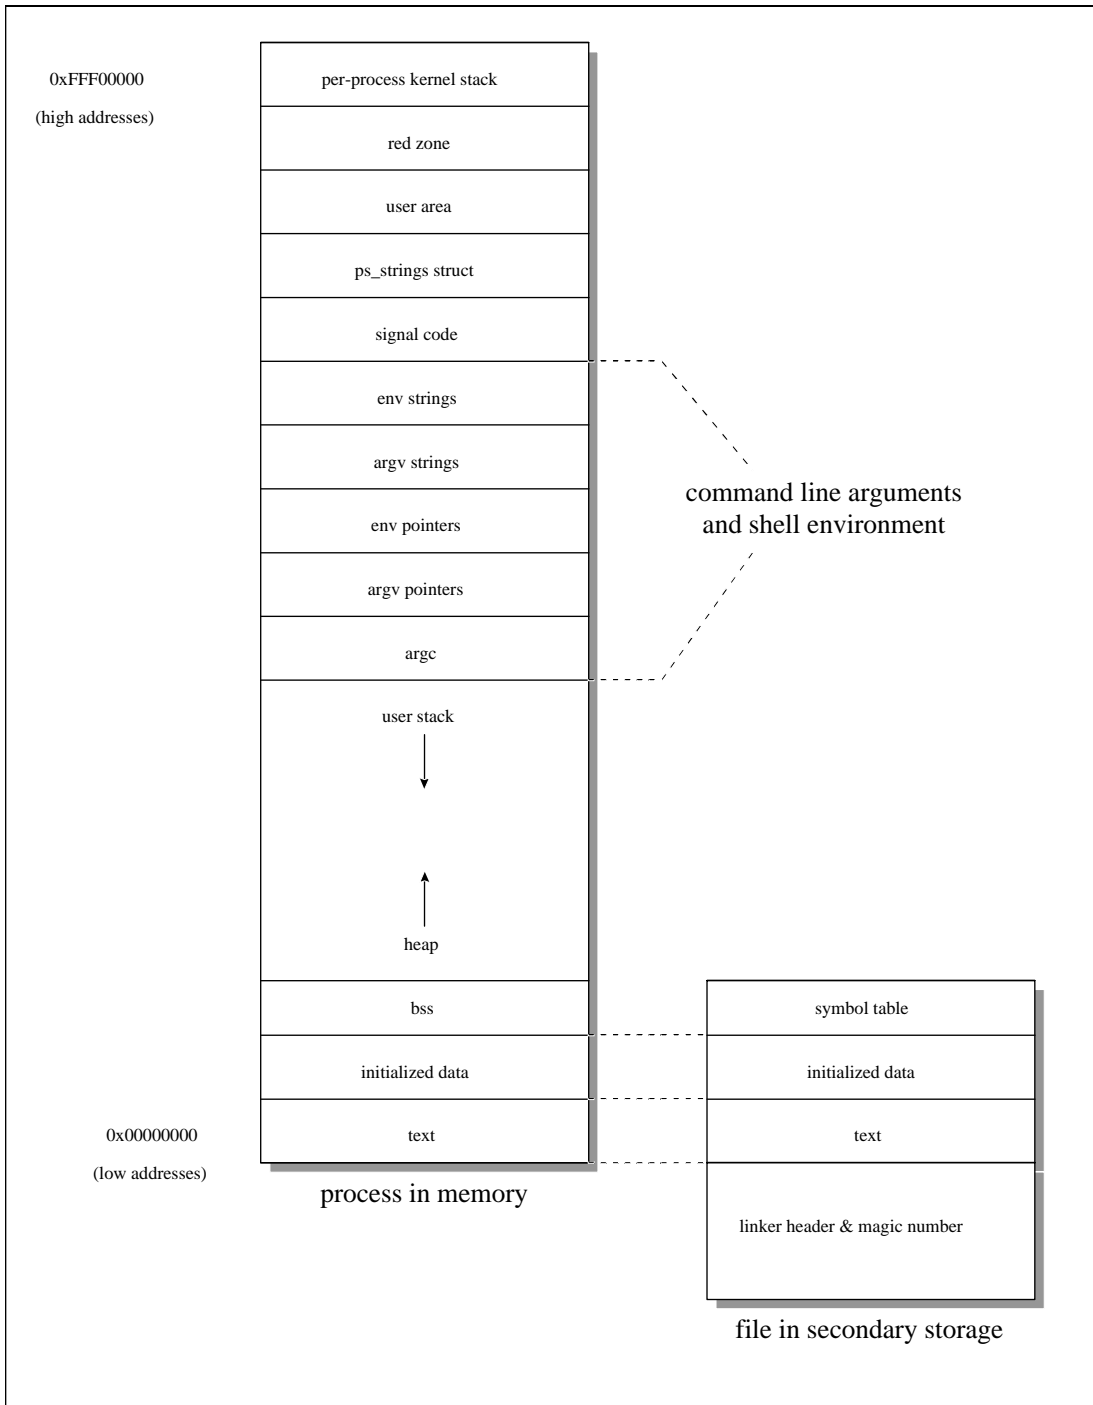 0xFFF00000
(high addresses)
per-process kernel stack
red zone
user area
ps_strings struct
signal code
env strings
argv strings
env pointers
argv pointers
argc
command line arguments
and shell environment
user stack
heap
bss
initialized data
text
0x00000000
(low addresses)
process in memory
symbol table
initialized data
text
linker header & magic number
file in secondary storage